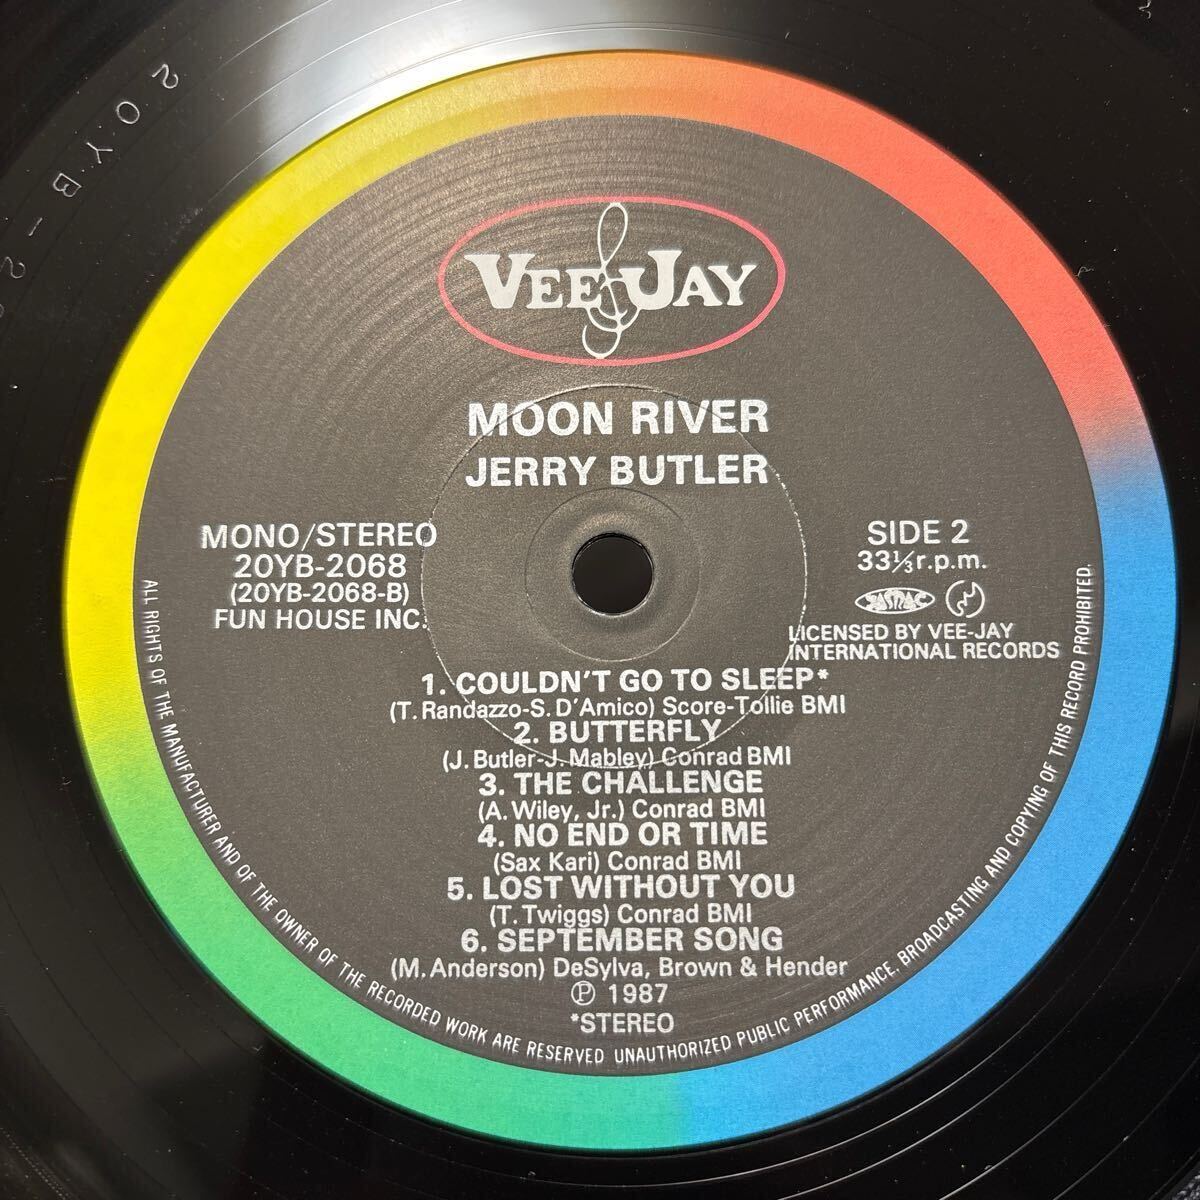 20YB-20
VEE JAY
MOON RIVER
JERRY BUTLER
MONO/STEREO
20YB-2068
(20YB-2068-B)
FUN HOUSE INC.
SIDE 2
33⅓r.p.m.
JASRAC
LICENSED BY VEE-JAY
INTERNATIONAL RECORDS
1. COULDN'T GO TO SLEEP*
(T. Randazzo-S. D'Amico) Score-Tollie BMI
2. BUTTERFLY
(J. Butler-J. Mabley) Conrad BMI
3. THE CHALLENGE
(A. Wiley, Jr.) Conrad BMI
4. NO END OR TIME
(Sax Kari) Conrad BMI
5. LOST WITHOUT YOU
(T. Twiggs) Conrad BMI
6. SEPTEMBER SONG
(M. Anderson) DeSylva, Brown & Hender
℗ 1987
*STEREO
ALL RIGHTS OF THE MANUFACTURER AND OF THE OWNER OF THE RECORDED WORK ARE RESERVED UNAUTHORIZED PUBLIC PERFORMANCE, BROADCASTING AND COPYING OF THIS RECORD PROHIBITED.